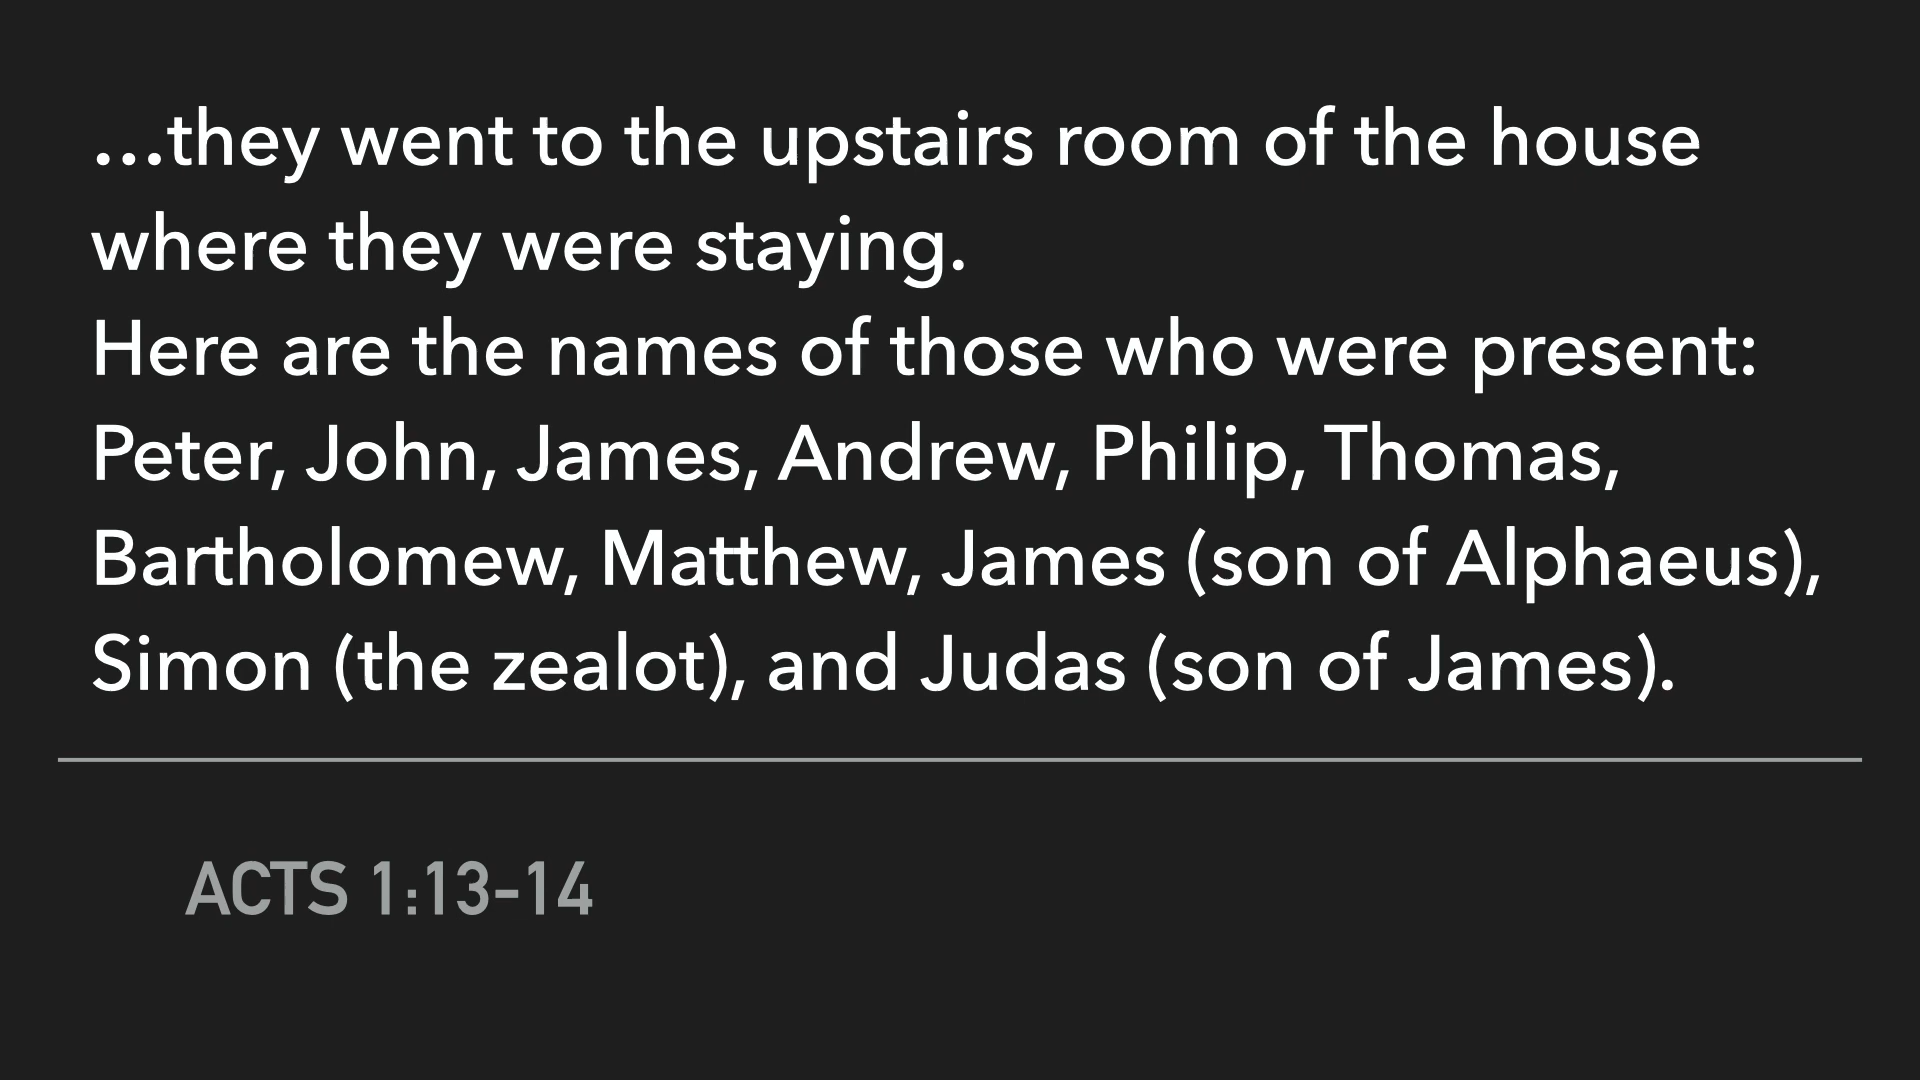 …they went to the upstairs room of the house
where they were staying.
Here are the names of those who were present:
Peter, John, James, Andrew, Philip, Thomas,
Bartholomew, Matthew, James (son of Alphaeus),
Simon (the zealot), and Judas (son of James).
ACTS 1:13-14